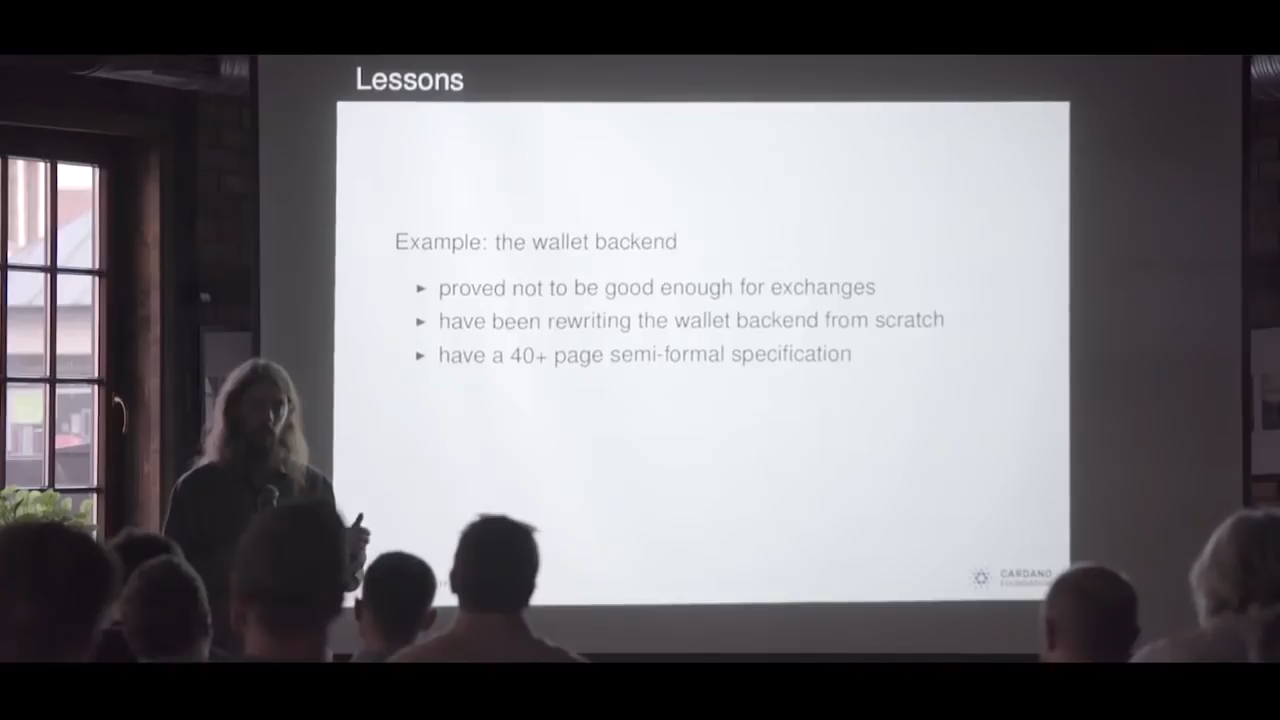 Lessons
Example: the wallet backend
▸ proved not to be good enough for exchanges
▸ have been rewriting the wallet backend from scratch
▸ have a 40+ page semi-formal specification
CARDANO